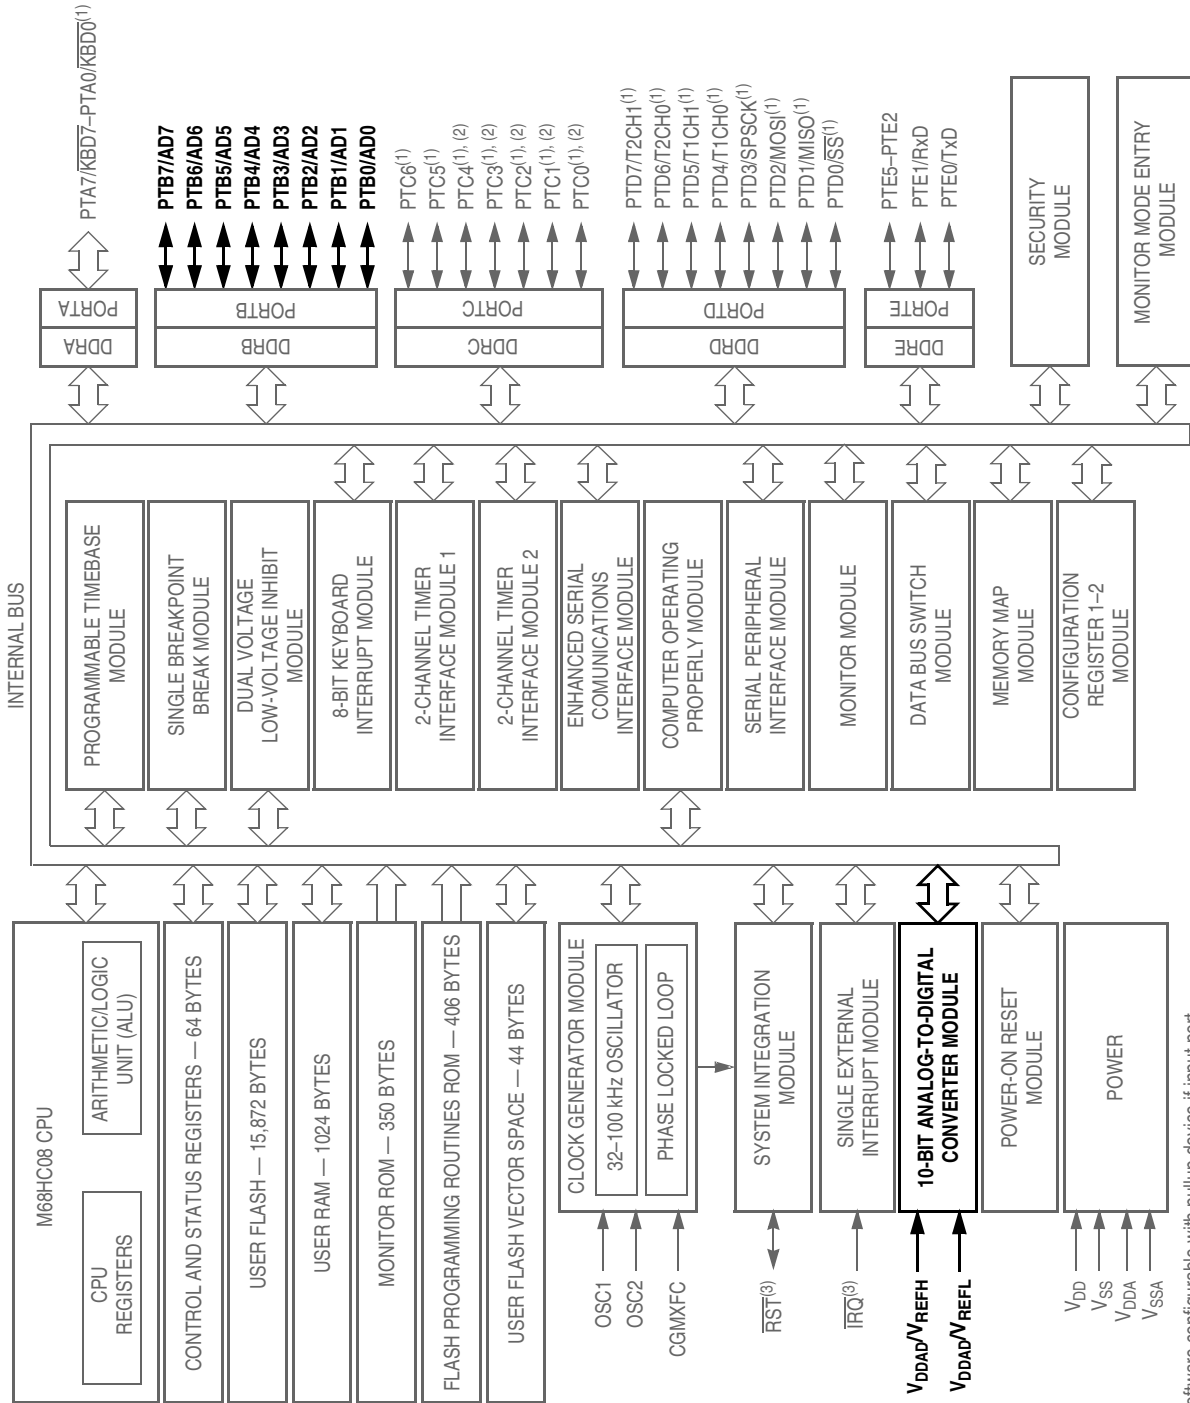 INTERNAL BUS
M68HC08 CPU
CPU
REGISTERS
ARITHMETIC/LOGIC
UNIT (ALU)
CONTROL AND STATUS REGISTERS — 64 BYTES
USER FLASH — 15,872 BYTES
USER RAM — 1024 BYTES
MONITOR ROM — 350 BYTES
FLASH PROGRAMMING ROUTINES ROM — 406 BYTES
USER FLASH VECTOR SPACE — 44 BYTES
CLOCK GENERATOR MODULE
32–100 kHz OSCILLATOR
PHASE LOCKED LOOP
OSC1
OSC2
CGMXFC
SYSTEM INTEGRATION
MODULE
RST(3)
SINGLE EXTERNAL
INTERRUPT MODULE
IRQ(3)
10-BIT ANALOG-TO-DIGITAL
CONVERTER MODULE
VDDAD/VREFH
VDDAD/VREFL
POWER-ON RESET
MODULE
POWER
VDD
VSS
VDDA
VSSA
PROGRAMMABLE TIMEBASE
MODULE
SINGLE BREAKPOINT
BREAK MODULE
DUAL VOLTAGE
LOW-VOLTAGE INHIBIT
MODULE
8-BIT KEYBOARD
INTERRUPT MODULE
2-CHANNEL TIMER
INTERFACE MODULE 1
2-CHANNEL TIMER
INTERFACE MODULE 2
ENHANCED SERIAL
COMUNICATIONS
INTERFACE MODULE
COMPUTER OPERATING
PROPERLY MODULE
SERIAL PERIPHERAL
INTERFACE MODULE
MONITOR MODULE
DATA BUS SWITCH
MODULE
MEMORY MAP
MODULE
CONFIGURATION
REGISTER 1–2
MODULE
DDRA
PORTA
PTA7/KBD7–PTA0/KBD0(1)
DDRB
PORTB
PTB7/AD7
PTB6/AD6
PTB5/AD5
PTB4/AD4
PTB3/AD3
PTB2/AD2
PTB1/AD1
PTB0/AD0
DDRC
PORTC
PTC6(1)
PTC5(1)
PTC4(1), (2)
PTC3(1), (2)
PTC2(1), (2)
PTC1(1), (2)
PTC0(1), (2)
DDRD
PORTD
PTD7/T2CH1(1)
PTD6/T2CH0(1)
PTD5/T1CH1(1)
PTD4/T1CH0(1)
PTD3/SPSCK(1)
PTD2/MOSI(1)
PTD1/MISO(1)
PTD0/SS(1)
DDRE
PORTE
PTE5–PTE2
PTE1/RxD
PTE0/TxD
SECURITY
MODULE
MONITOR MODE ENTRY
MODULE
configurable with pullup device if input port